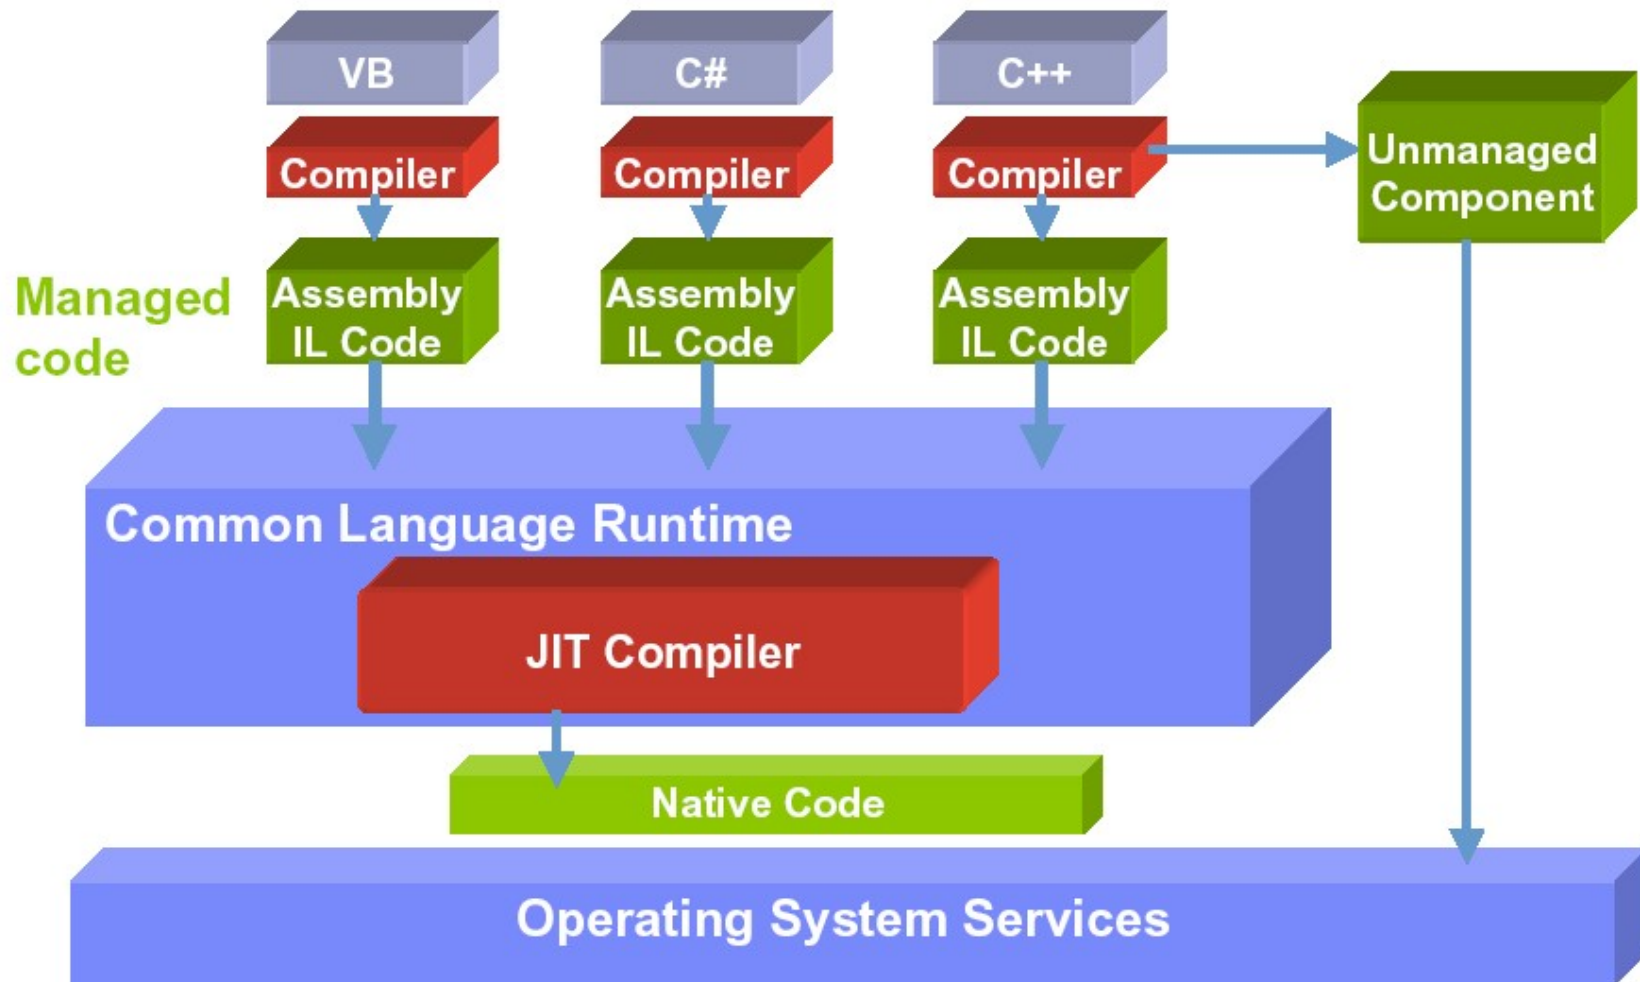 VB
C#
C++
Compiler
Compiler
Compiler
Unmanaged
Component
Managed
code
Assembly
IL Code
Assembly
IL Code
Assembly
IL Code
Common Language Runtime
JIT Compiler
Native Code
Operating System Services